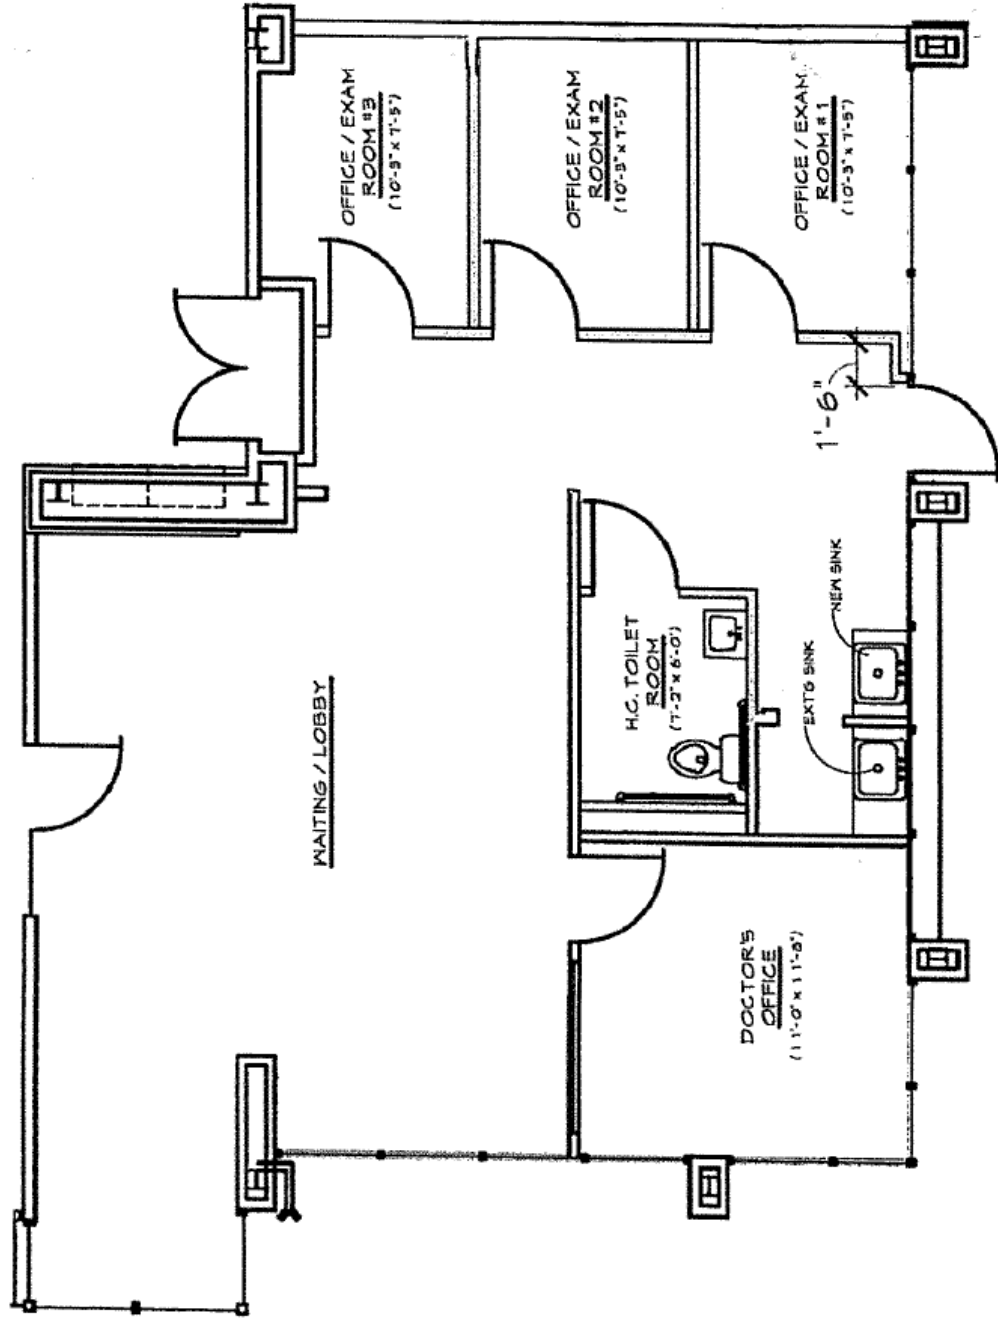 OFFICE / EXAM
ROOM #3
(10'-3" x 7'-5")
OFFICE / EXAM
ROOM #2
(10'-3" x 7'-5")
OFFICE / EXAM
ROOM #1
(10'-3" x 7'-5")
1'-6"
NEW SINK
EXT'G SINK
H.C. TOILET
ROOM
(7'-2" x 6'-0")
WAITING / LOBBY
DOCTOR'S
OFFICE
(11'-0" x 11'-8")